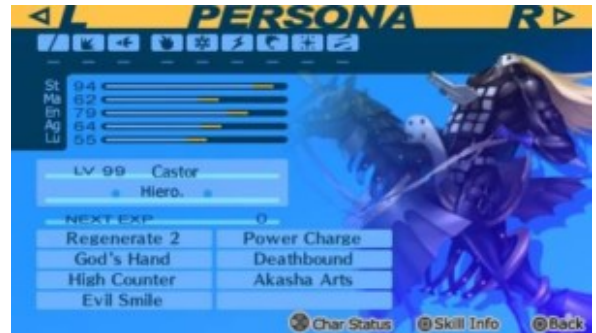 L PERSONA R
— — — — — — — — —
St 94
Ma 62
En 79
Ag 64
Lu 55
LV 99 Castor
Hiero.
NEXT EXP 0
Regenerate 2 Power Charge
God's Hand Deathbound
High Counter Akasha Arts
Evil Smile
Char Status Skill Info Back